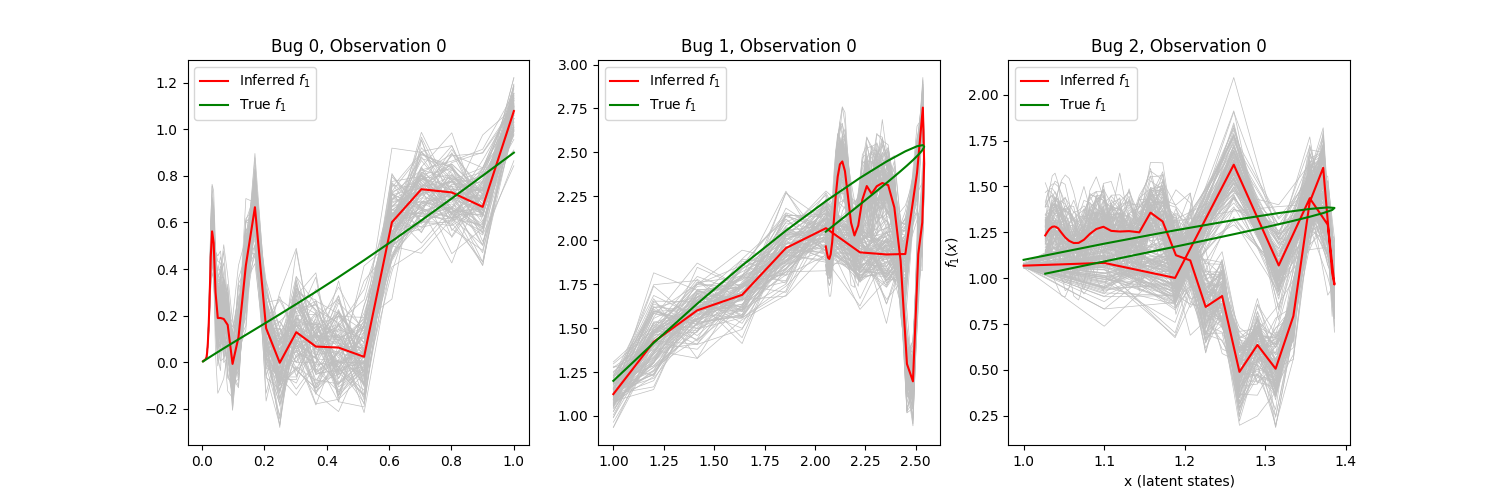 Bug 0, Observation 0
Inferred f₁
True f₁
1.2
1.0
0.8
0.6
0.4
0.2
0.0
−0.2
0.0 0.2 0.4 0.6 0.8 1.0
Bug 1, Observation 0
Inferred f₁
True f₁
3.00
2.75
2.50
2.25
2.00
1.75
1.50
1.25
1.00
1.00 1.25 1.50 1.75 2.00 2.25 2.50
Bug 2, Observation 0
Inferred f₁
True f₁
f₁(x)
2.00
1.75
1.50
1.25
1.00
0.75
0.50
0.25
1.0 1.1 1.2 1.3 1.4
x (latent states)